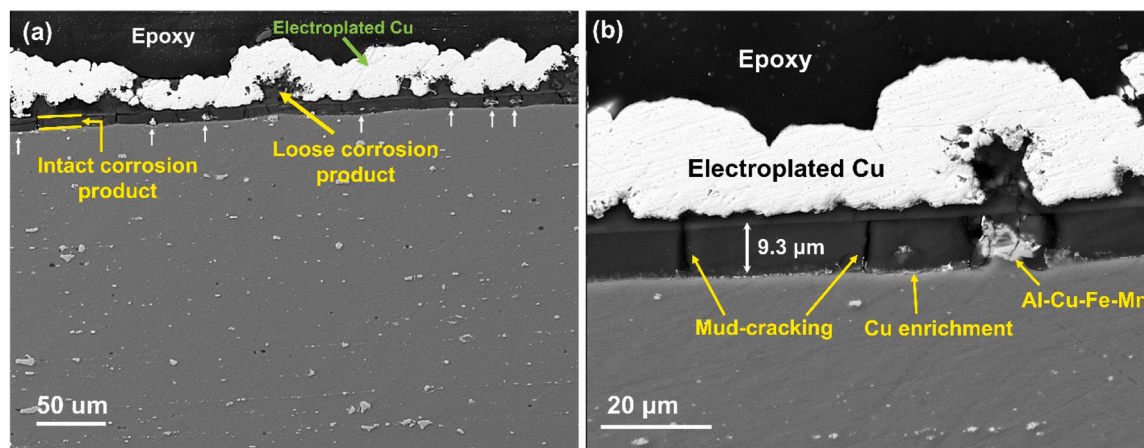 (a)
Epoxy
Electroplated Cu
Intact corrosion
product
Loose corrosion
product
50 um
(b)
Epoxy
Electroplated Cu
9.3 µm
Mud-cracking
Cu enrichment
Al-Cu-Fe-Mn
20 µm